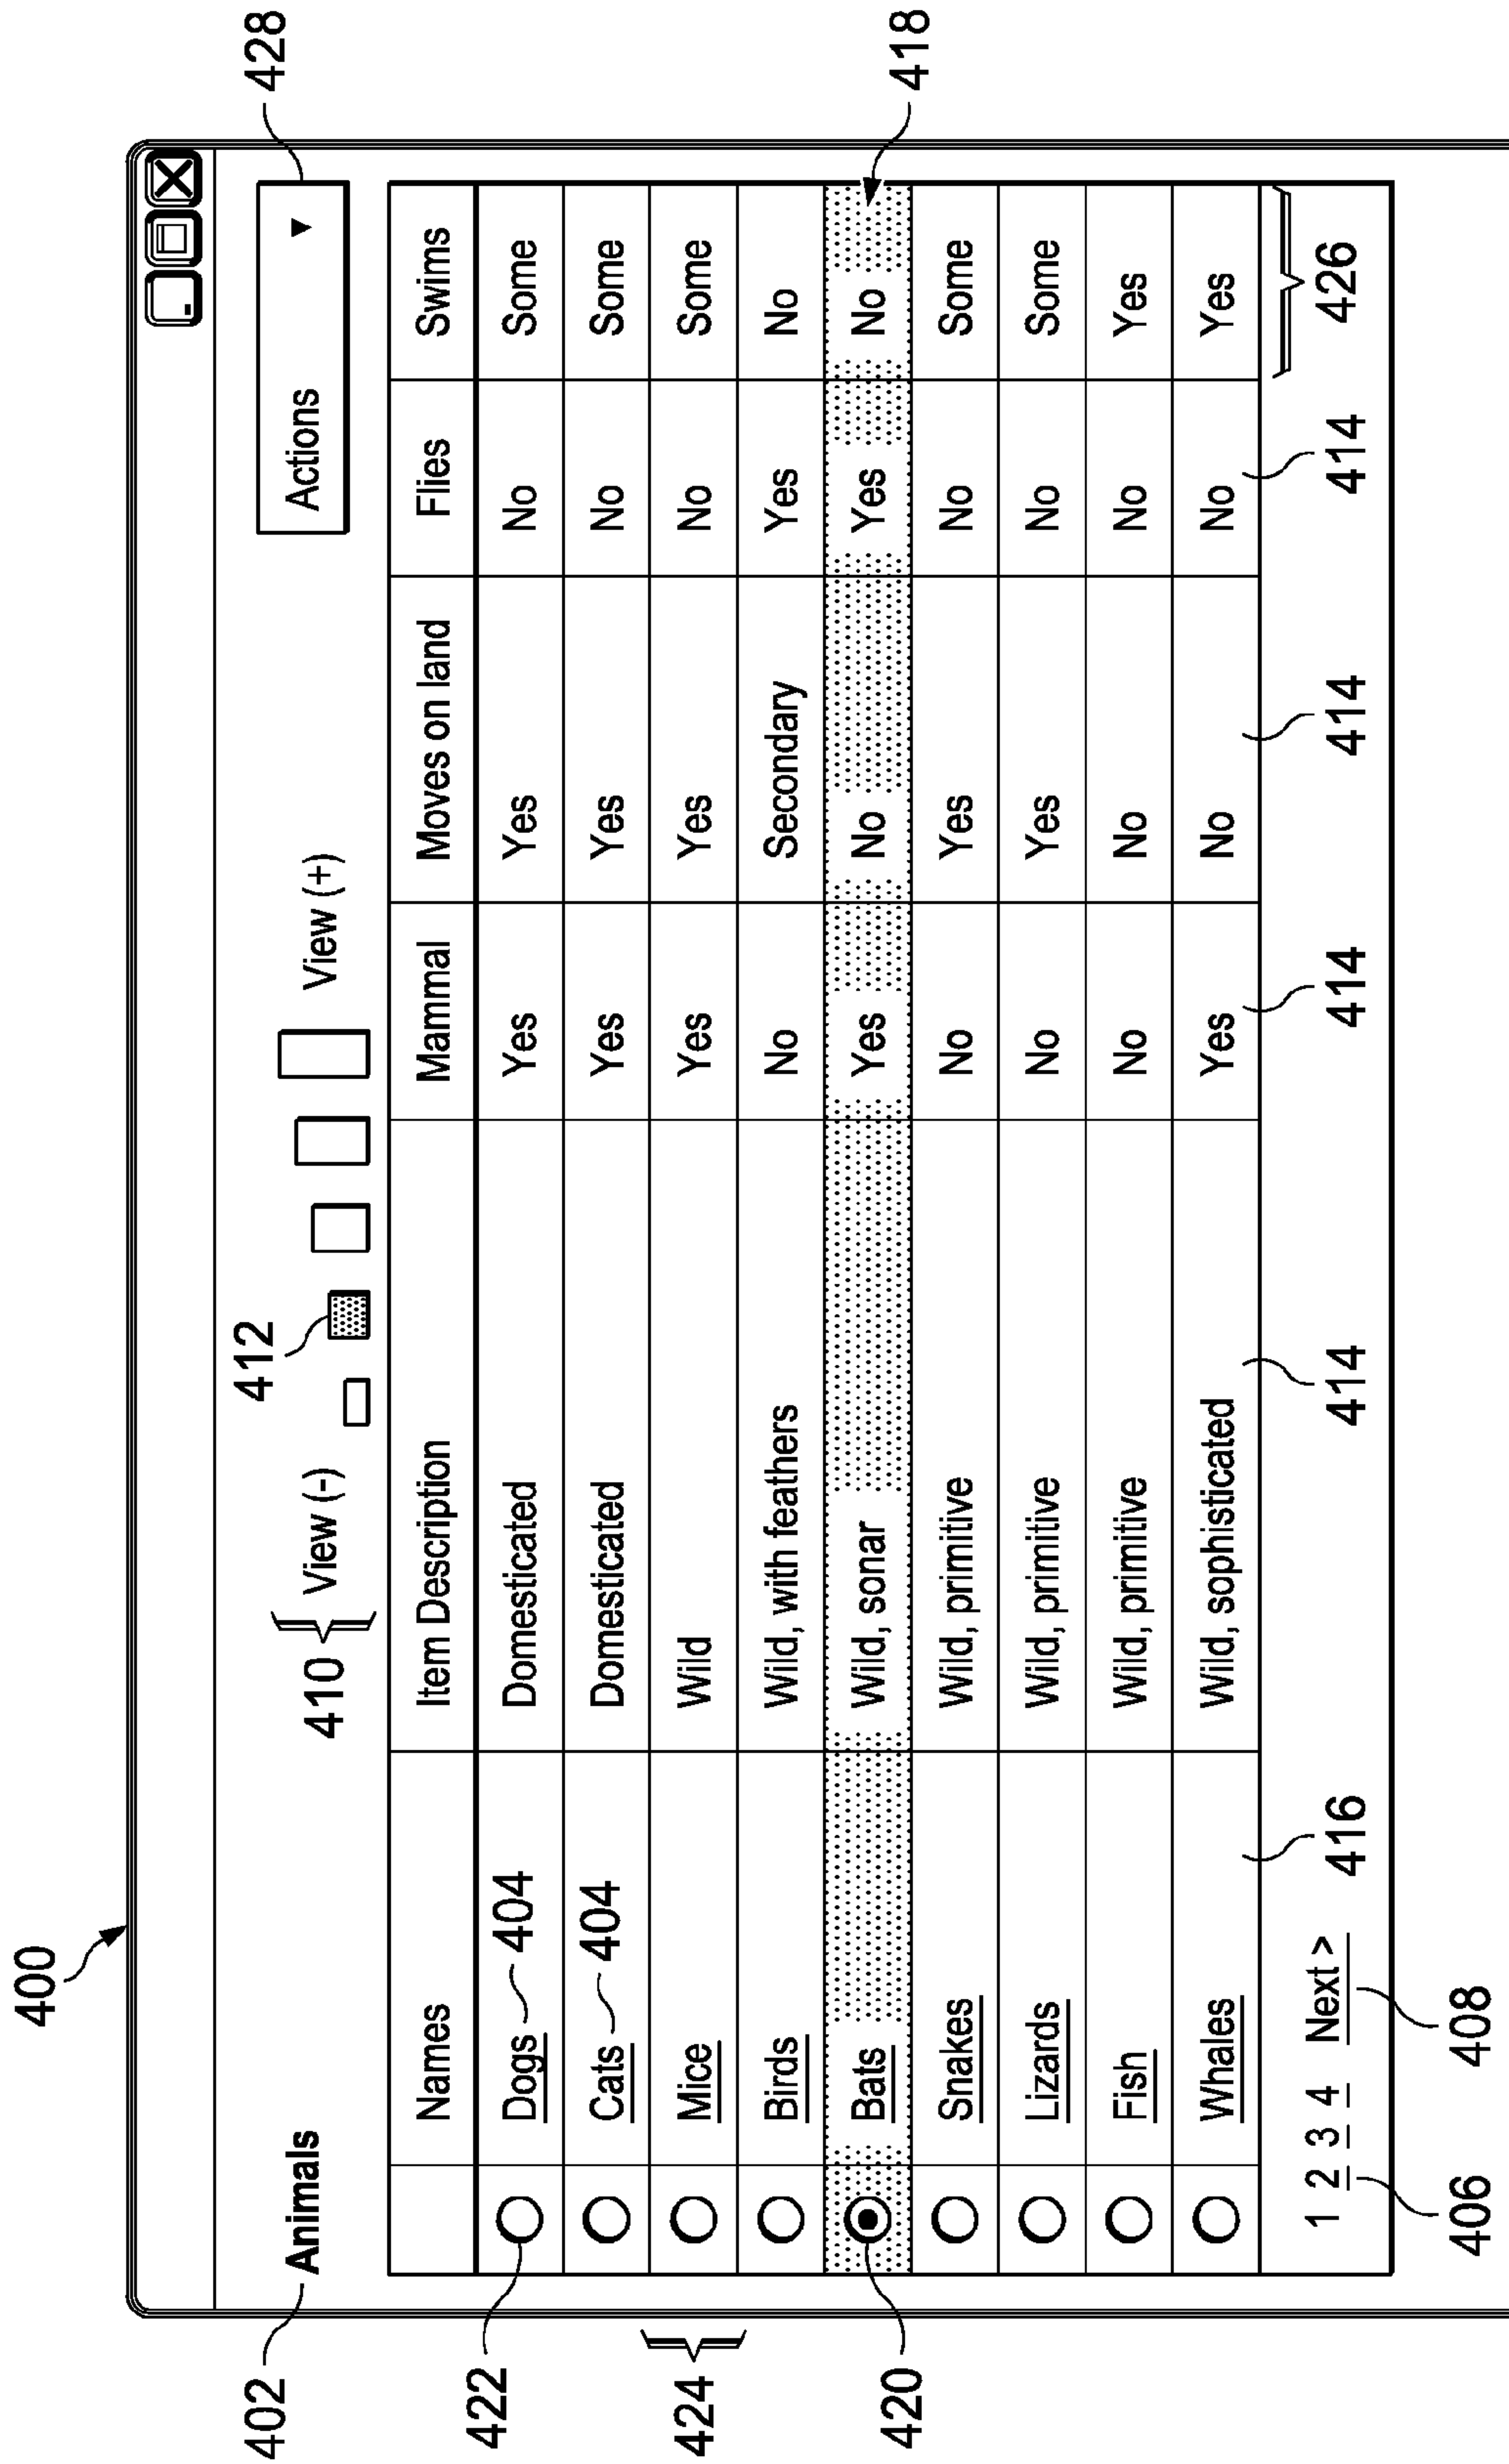 400
402 Animals
410 View (-)
412
View (+)
Actions ▼
428
Names Item Description Mammal Moves on land Flies Swims
422 Dogs 404 Domesticated Yes Yes No Some
Cats 404 Domesticated Yes Yes No Some
424 Mice Wild Yes Yes No Some
Birds Wild, with feathers No Secondary Yes No
420 Bats Wild, sonar Yes No Yes No 418
Snakes Wild, primitive No Yes No Some
Lizards Wild, primitive No Yes No Some
Fish Wild, primitive No No No Yes
Whales Wild, sophisticated Yes No No Yes
1 2 3 4 Next >
416 414 414 414 414 426
406 408